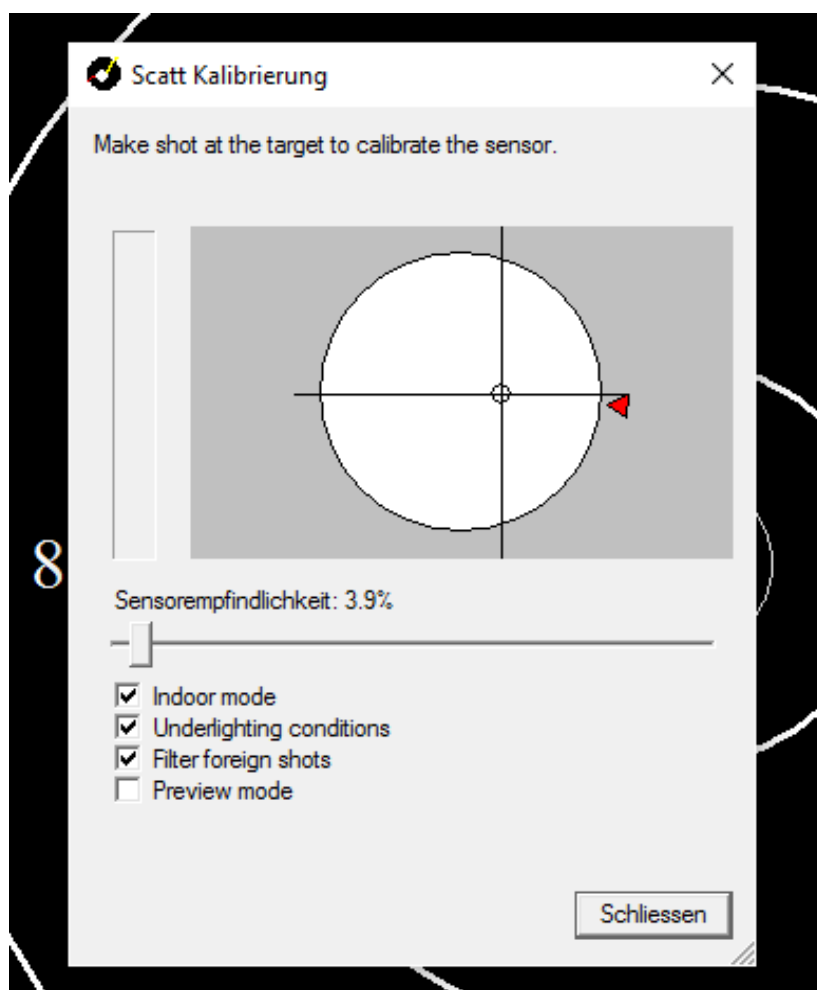 Scatt Kalibrierung
Make shot at the target to calibrate the sensor.
8
Sensorempfindlichkeit: 3.9%
Indoor mode
Underlighting conditions
Filter foreign shots
Preview mode
Schliessen